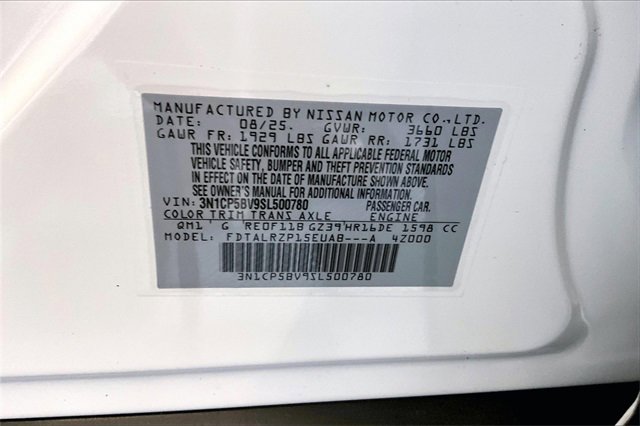 MANUFACTURED BY NISSAN MOTOR CO.,LTD.
DATE: 08/25. GVWR: 3660 LBS
GAWR FR: 1929 LBS GAWR RR: 1731 LBS
THIS VEHICLE CONFORMS TO ALL APPLICABLE FEDERAL MOTOR
VEHICLE SAFETY, BUMPER AND THEFT PREVENTION STANDARDS
IN EFFECT ON THE DATE OF MANUFACTURE SHOWN ABOVE.
SEE OWNER'S MANUAL FOR ADDITIONAL INFORMATION.
VIN: 3N1CP5BV9SL500780 PASSENGER CAR.
COLOR TRIM TRANS AXLE ENGINE
QM1 G RE0F11B GZ39 HR16DE 1598 CC
MODEL: FDTALRZP15EUAB---A 4Z000
3N1CP5BV9SL500780